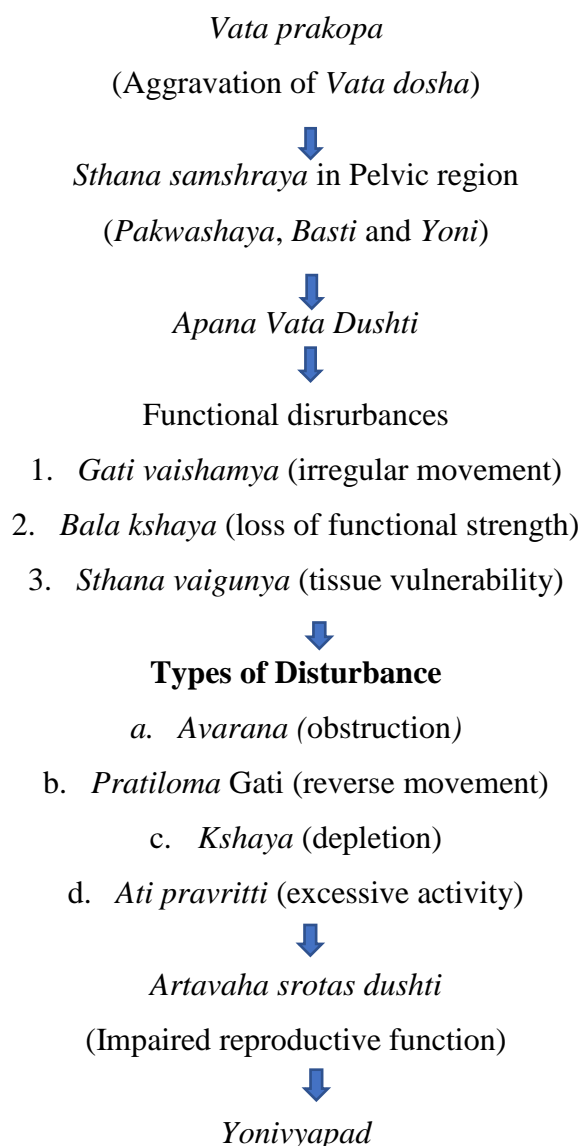 Vata prakopa
(Aggravation of Vata dosha)
Sthana samshraya in Pelvic region
(Pakwashaya, Basti and Yoni)
Apana Vata Dushti
Functional disrurbances
1. Gati vaishamya (irregular movement)
2. Bala kshaya (loss of functional strength)
3. Sthana vaigunya (tissue vulnerability)
Types of Disturbance
a. Avarana (obstruction)
b. Pratiloma Gati (reverse movement)
c. Kshaya (depletion)
d. Ati pravritti (excessive activity)
Artavaha srotas dushti
(Impaired reproductive function)
Yonivyapad